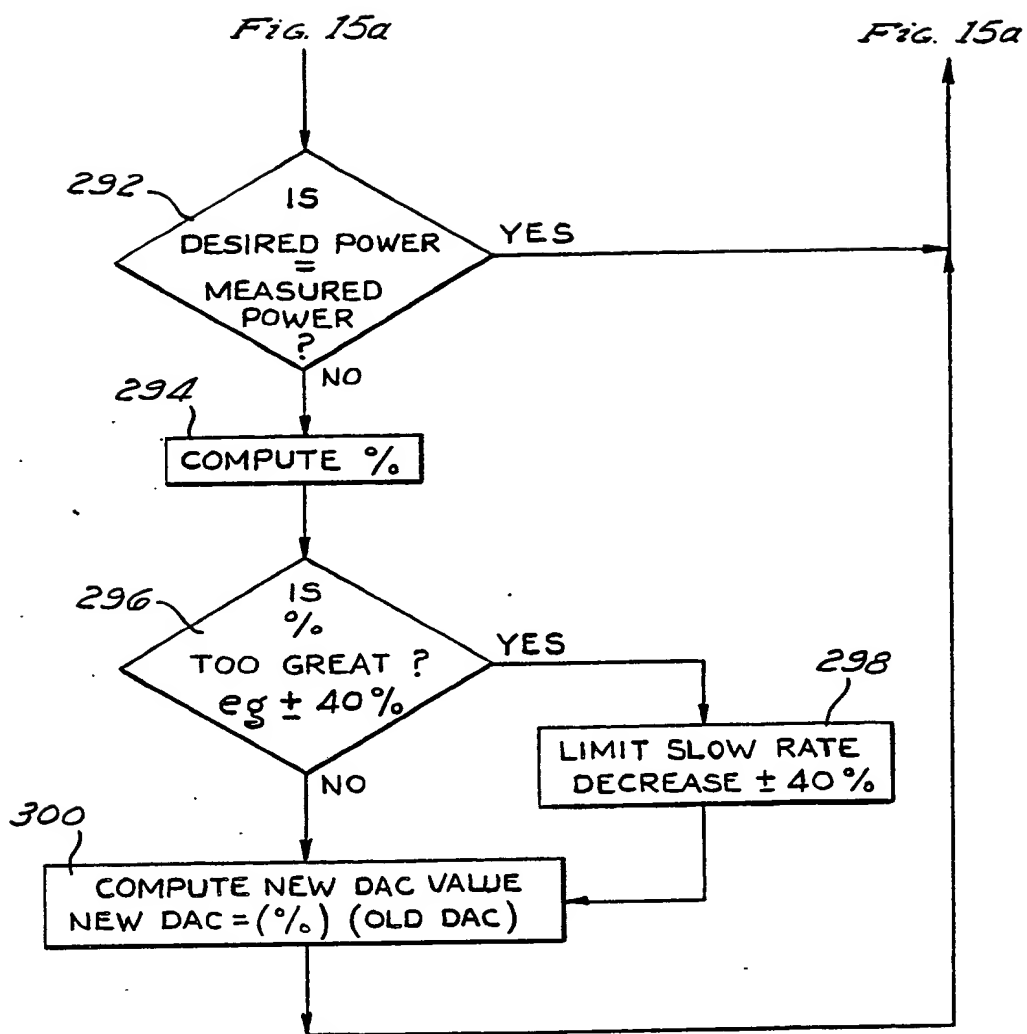 Fig. 15a
Fig. 15a
292
IS
DESIRED POWER
=
MEASURED
POWER
?
YES
NO
294
COMPUTE %
296
IS
%
TOO GREAT ?
eg ± 40%
YES
NO
298
LIMIT SLOW RATE
DECREASE ± 40%
300
COMPUTE NEW DAC VALUE
NEW DAC = (%) (OLD DAC)